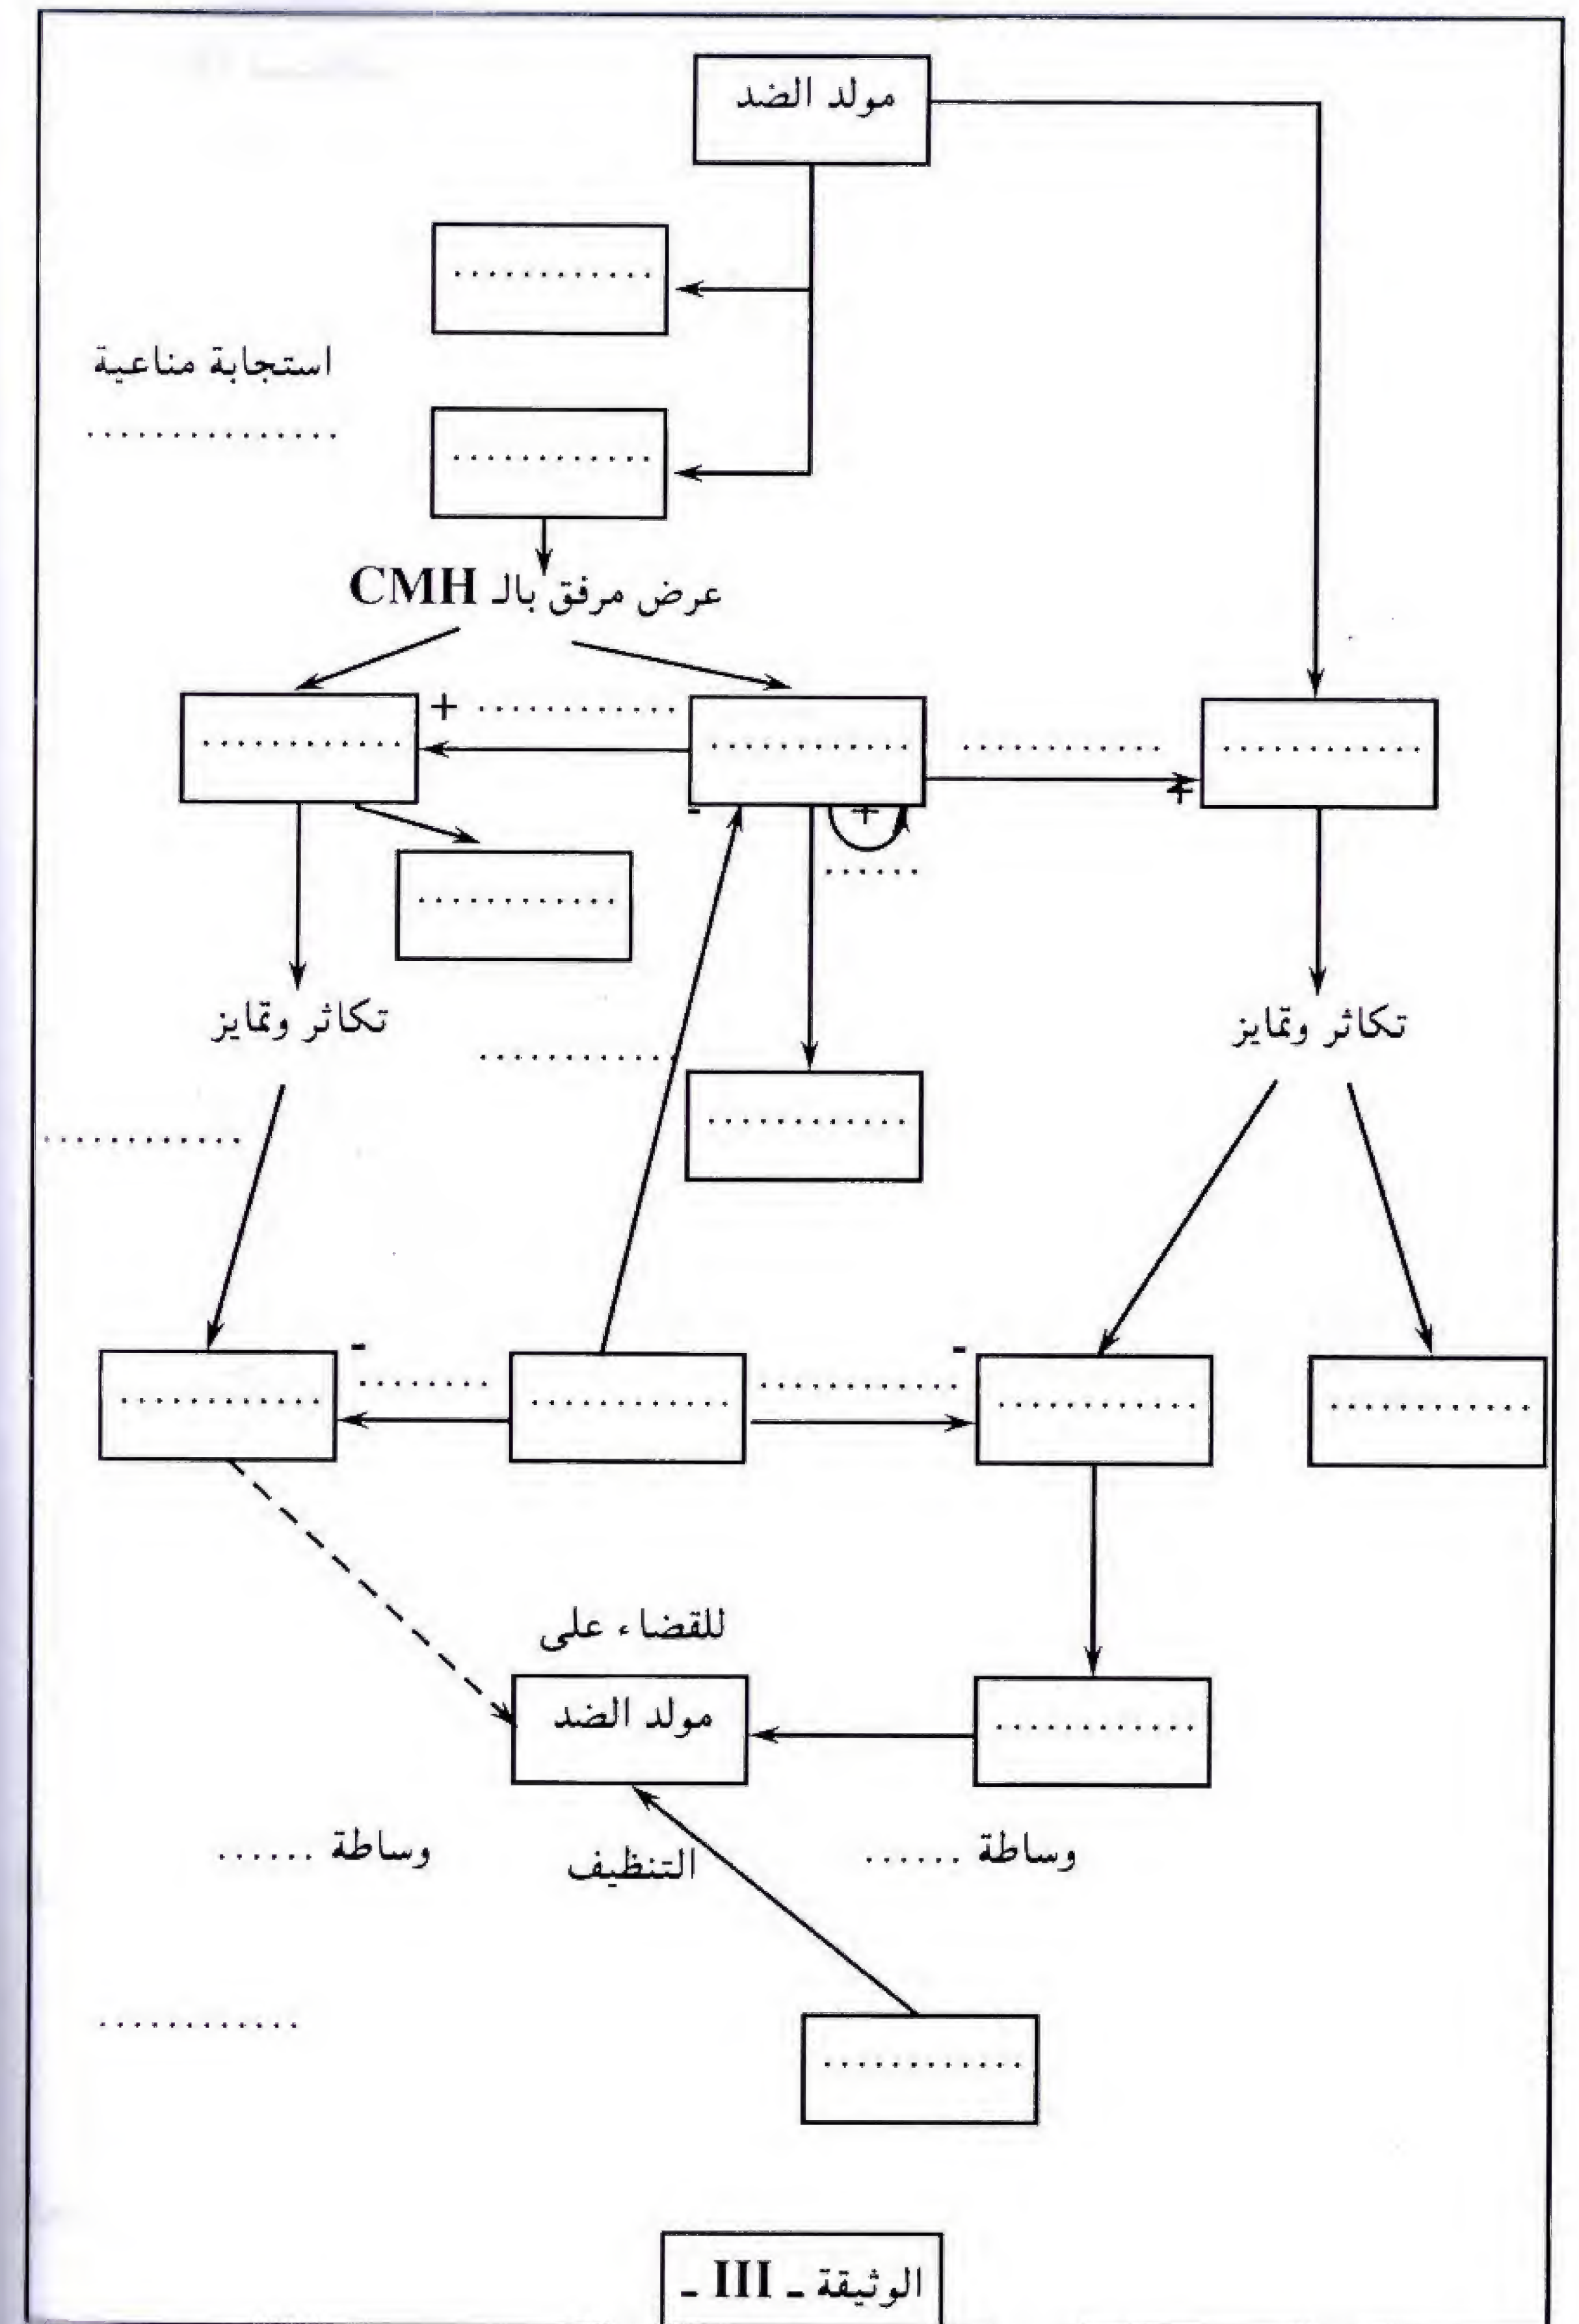 مولد الضد
............
استجابة مناعية
...............
............
عرض مرفق بالـ CMH
+ ............
............
............
............
............
+
-
+
......
............
تكاثر وتمايز
تكاثر وتمايز
............
............
............
-
-
........
............
............
............
............
............
للقضاء على
مولد الضد
............
وساطة ......
التنظيف
وساطة ......
............
............
الوثيقة ـ III ـ